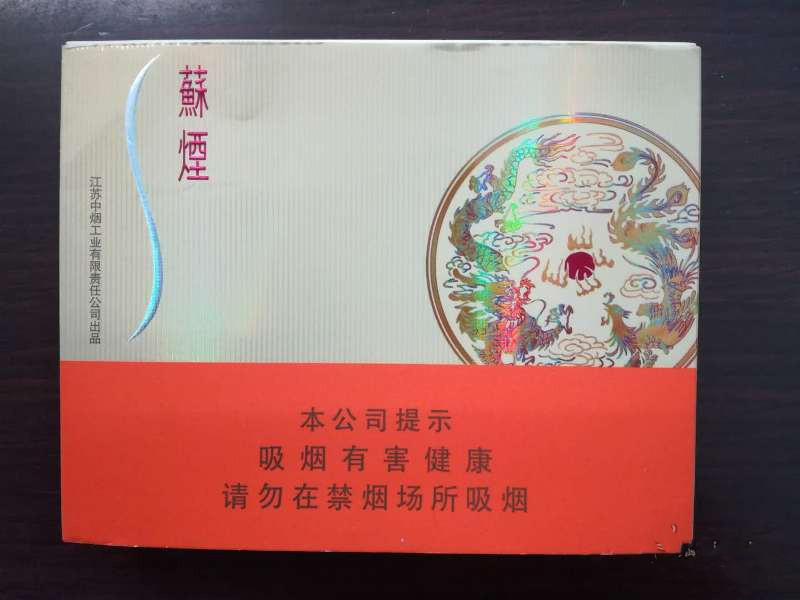 蘇煙
江苏中烟工业有限责任公司出品
本公司提示
吸烟有害健康
请勿在禁烟场所吸烟